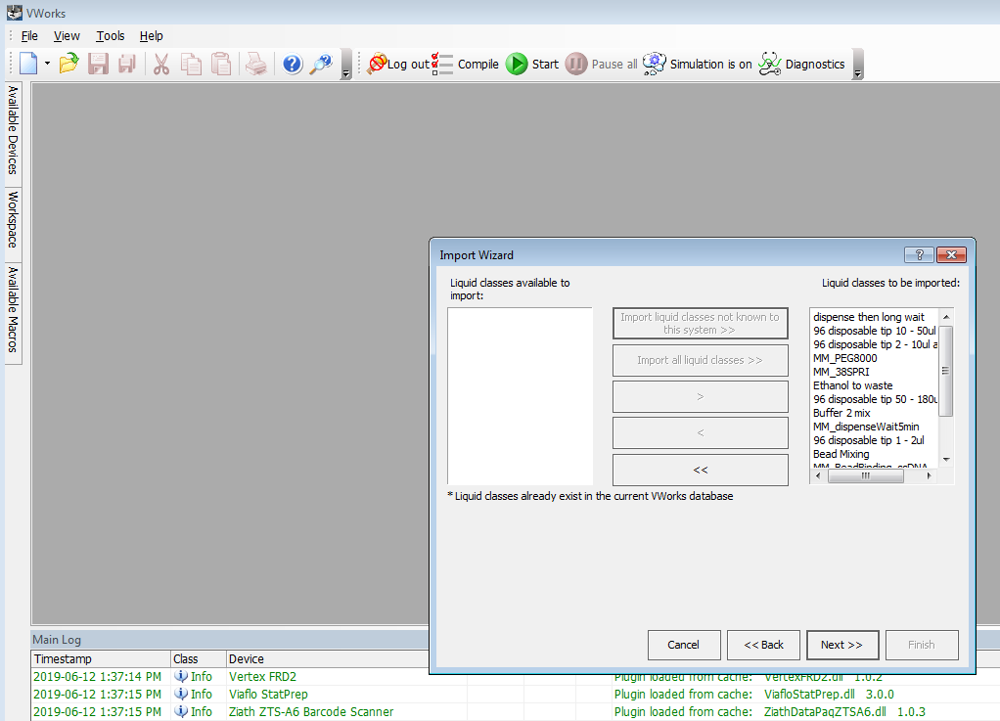 VWorks
File View Tools Help
Log out Compile Start Pause all Simulation is on Diagnostics
Available Devices
Workspace
Available Macros
Import Wizard
Liquid classes available to
import:
Liquid classes to be imported:
Import liquid classes not known to
this system >>
Import all liquid classes >>
>
<
<<
dispense then long wait
96 disposable tip 10 - 50ul
96 disposable tip 2 - 10ul a
MM_PEG8000
MM_38SPRI
Ethanol to waste
96 disposable tip 50 - 180u
Buffer 2 mix
MM_dispenseWait5min
96 disposable tip 1 - 2ul
Bead Mixing
MM_BeadBinding_ssDNA
* Liquid classes already exist in the current VWorks database
Cancel << Back Next >> Finish
Main Log
Timestamp Class Device
2019-06-12 1:37:14 PM Info Vertex FRD2 Plugin loaded from cache: VertexFRD2.dll 1.0.2
2019-06-12 1:37:15 PM Info Viaflo StatPrep Plugin loaded from cache: ViafloStatPrep.dll 3.0.0
2019-06-12 1:37:15 PM Info Ziath ZTS-A6 Barcode Scanner Plugin loaded from cache: ZiathDataPaqZTSA6.dll 1.0.3